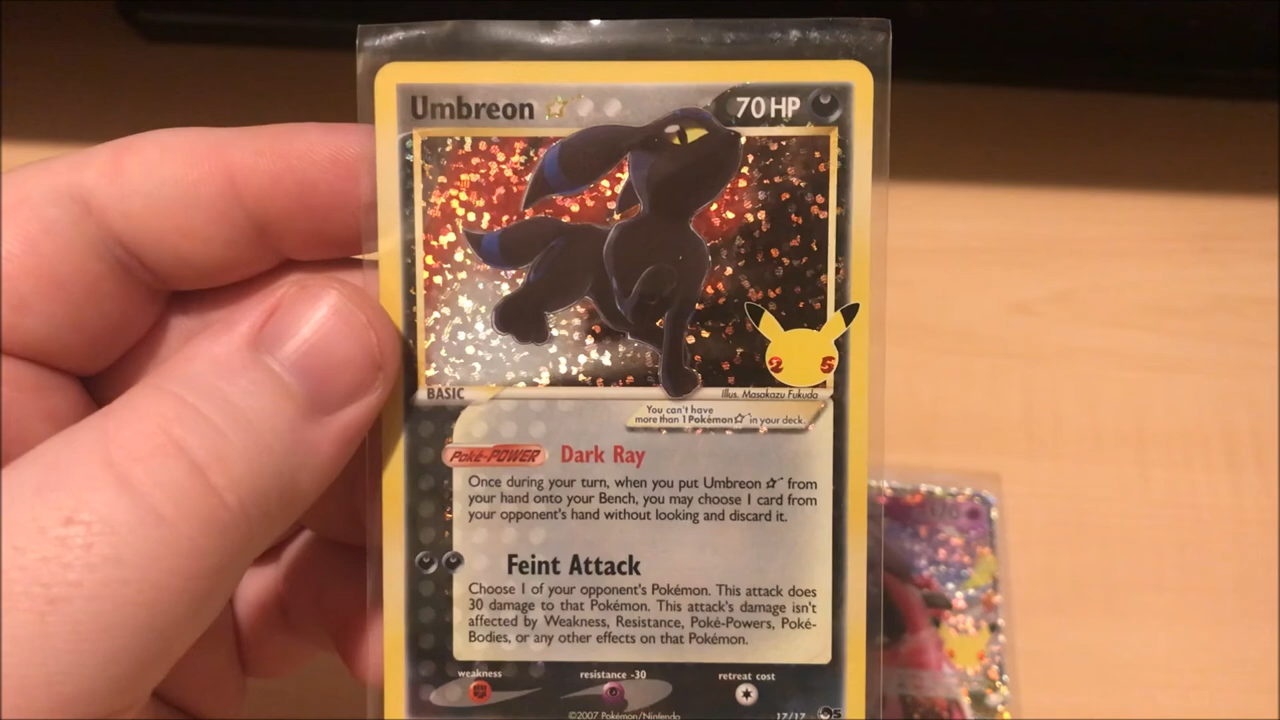 Umbreon ☆ 70 HP
2 5
BASIC
Illus. Masakazu Fukuda
You can't have
more than 1 Pokémon☆ in your deck.
Poké-POWER Dark Ray
Once during your turn, when you put Umbreon ☆ from
your hand onto your Bench, you may choose 1 card from
your opponent's hand without looking and discard it.
Feint Attack
Choose 1 of your opponent's Pokémon. This attack does
30 damage to that Pokémon. This attack's damage isn't
affected by Weakness, Resistance, Poké-Powers, Poké-
Bodies, or any other effects on that Pokémon.
weakness resistance -30 retreat cost
©2007 Pokémon/Nintendo 17/17